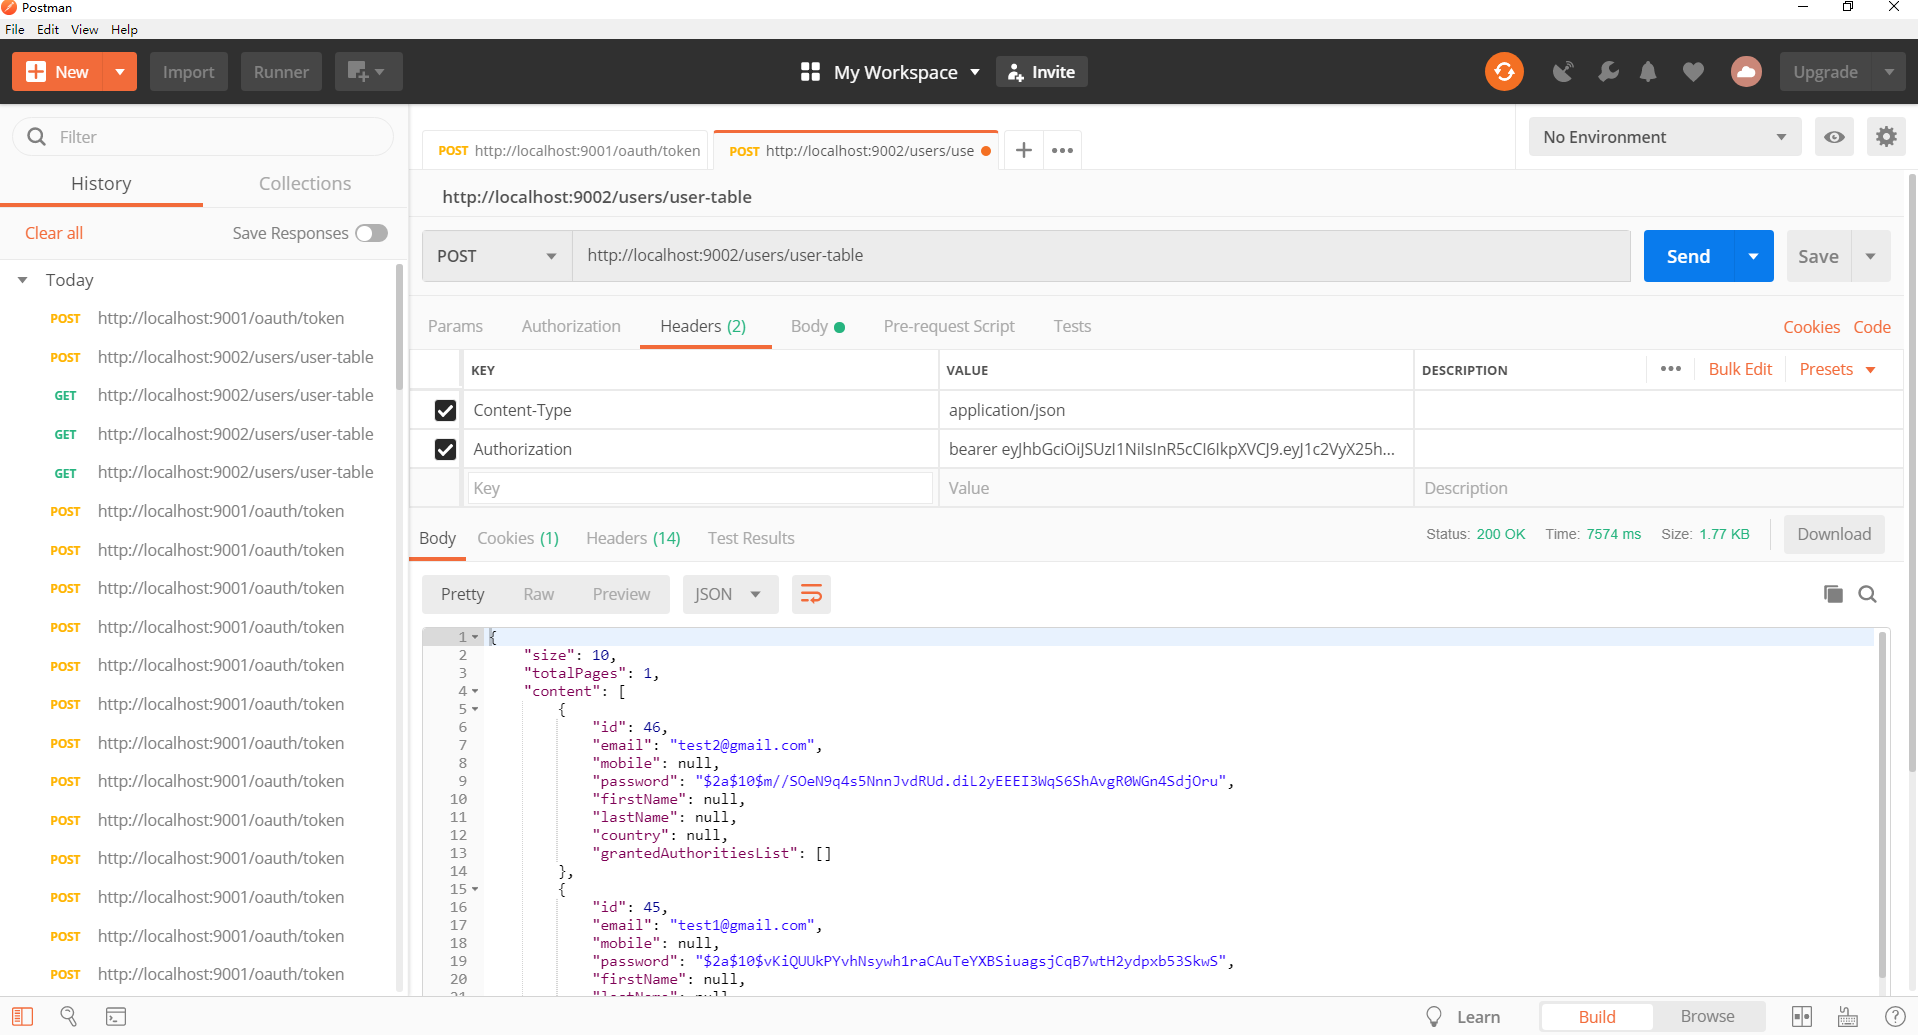 Postman
File Edit View Help
New Import Runner My Workspace Invite Upgrade
Filter
History Collections
Clear all Save Responses
Today
POST http://localhost:9001/oauth/token
POST http://localhost:9002/users/user-table
GET http://localhost:9002/users/user-table
GET http://localhost:9002/users/user-table
GET http://localhost:9002/users/user-table
POST http://localhost:9001/oauth/token
POST http://localhost:9001/oauth/token
POST http://localhost:9001/oauth/token
POST http://localhost:9001/oauth/token
POST http://localhost:9001/oauth/token
POST http://localhost:9001/oauth/token
POST http://localhost:9001/oauth/token
POST http://localhost:9001/oauth/token
POST http://localhost:9001/oauth/token
POST http://localhost:9001/oauth/token
POST http://localhost:9001/oauth/token
POST http://localhost:9001/oauth/token
POST http://localhost:9001/oauth/token
POST http://localhost:9001/oauth/token POST http://localhost:9002/users/use No Environment
http://localhost:9002/users/user-table
POST http://localhost:9002/users/user-table Send Save
Params Authorization Headers (2) Body Pre-request Script Tests Cookies Code
KEY VALUE DESCRIPTION Bulk Edit Presets
Content-Type application/json
Authorization bearer eyJhbGciOiJSUzI1NiIsInR5cCI6IkpXVCJ9.eyJ1c2VyX25h...
Key Value Description
Body Cookies (1) Headers (14) Test Results Status: 200 OK Time: 7574 ms Size: 1.77 KB Download
Pretty Raw Preview JSON
1 {
2 "size": 10,
3 "totalPages": 1,
4 "content": [
5 {
6 "id": 46,
7 "email": "test2@gmail.com",
8 "mobile": null,
9 "password": "$2a$10$m//SOeN9q4s5NnnJvdRUd.diL2yEEEI3WqS6ShAvgR0WGn4SdjOru",
10 "firstName": null,
11 "lastName": null,
12 "country": null,
13 "grantedAuthoritiesList": []
14 },
15 {
16 "id": 45,
17 "email": "test1@gmail.com",
18 "mobile": null,
19 "password": "$2a$10$vKiQUUkPYvhNsywh1raCAuTeYXBSiuagsjCqB7wtH2ydpxb53SkwS",
20 "firstName": null,
21 "lastName": null
Learn Build Browse